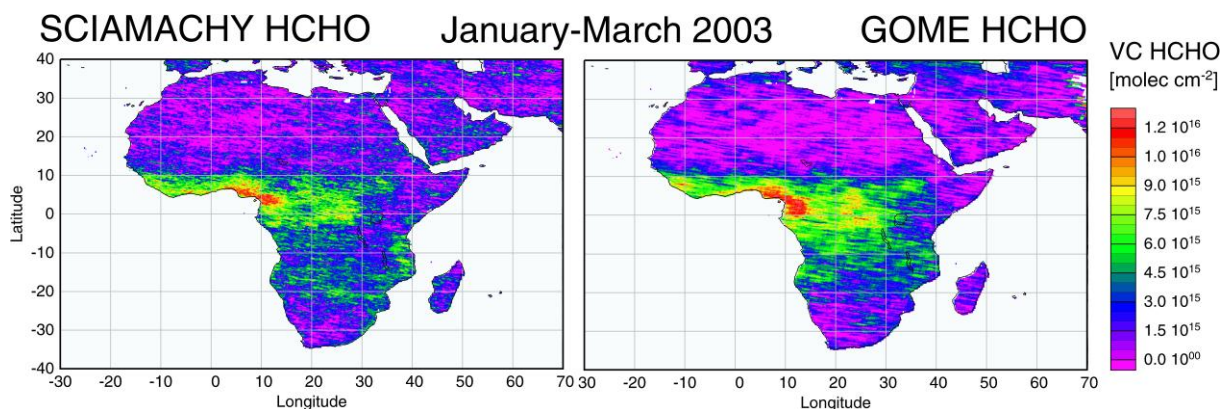 SCIAMACHY HCHO January-March 2003 GOME HCHO
VC HCHO
[molec cm⁻²]
40
30
20
10
0
-10
-20
-30
-40
Latitude
-30 -20 -10 0 10 20 30 40 50 60 70
Longitude
-30 -20 -10 0 10 20 30 40 50 60 70
Longitude
1.2 10¹⁶
1.0 10¹⁶
9.0 10¹⁵
7.5 10¹⁵
6.0 10¹⁵
4.5 10¹⁵
3.0 10¹⁵
1.5 10¹⁵
0.0 10⁰⁰